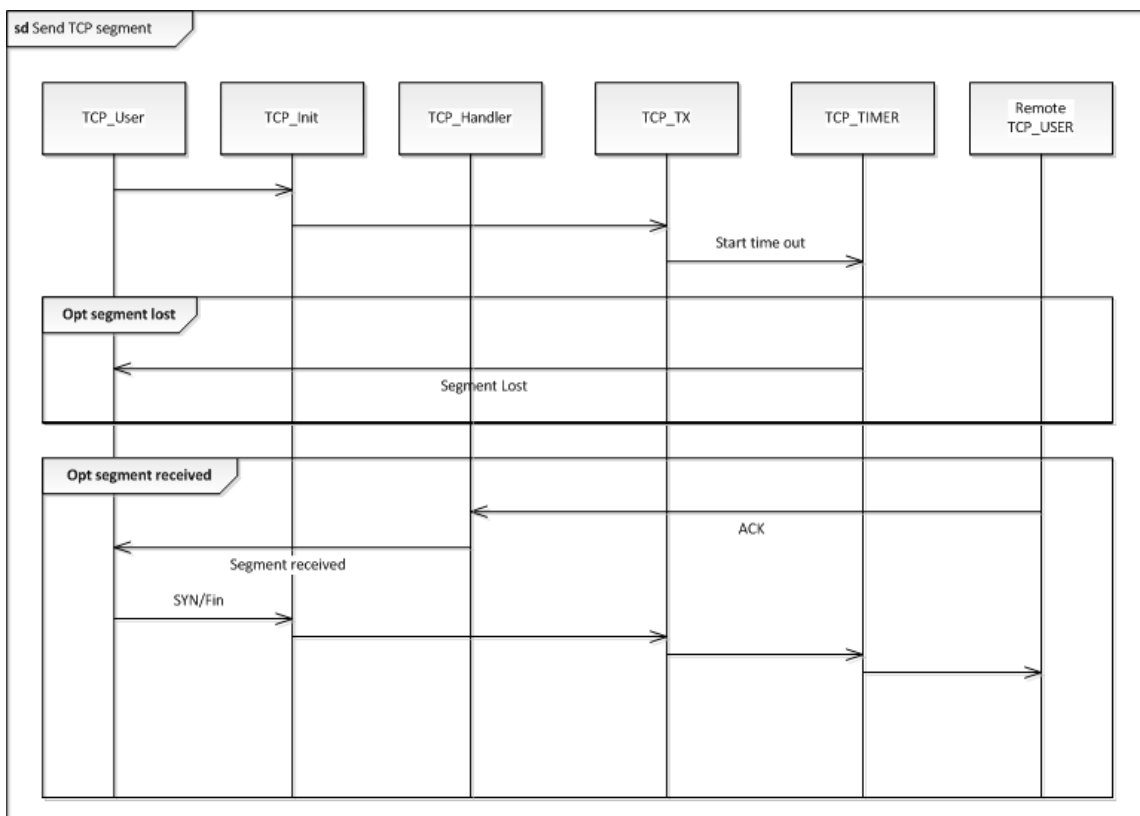 sd Send TCP segment
TCP_User
TCP_Init
TCP_Handler
TCP_TX
TCP_TIMER
Remote
TCP_USER
Start time out
Opt segment lost
Segment Lost
Opt segment received
ACK
Segment received
SYN/Fin